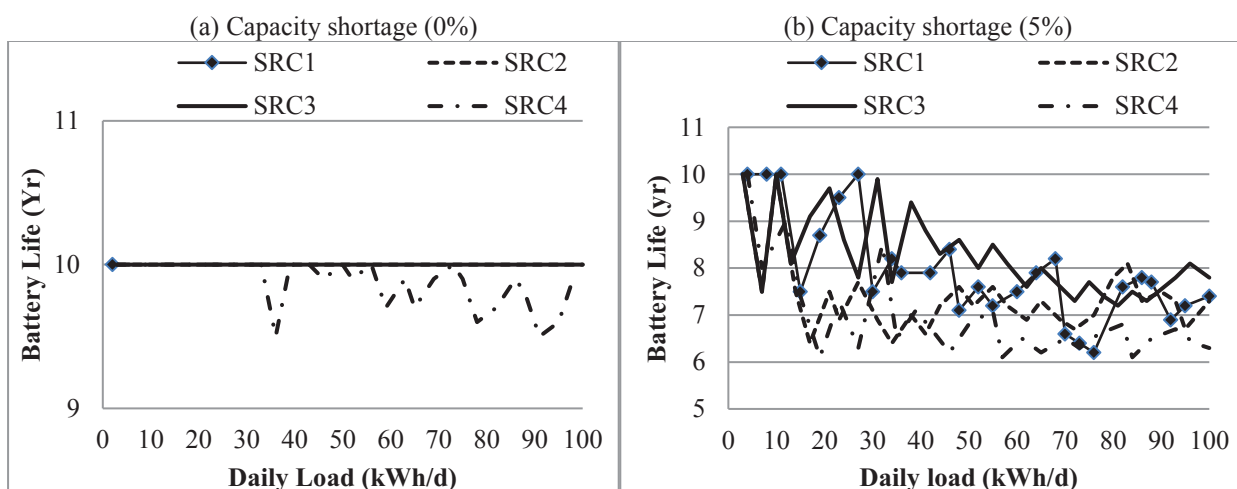 (a) Capacity shortage (0%)
SRC1 SRC2
SRC3 SRC4
11
10
9
Battery Life (Yr)
0 10 20 30 40 50 60 70 80 90 100
Daily Load (kWh/d)
(b) Capacity shortage (5%)
SRC1 SRC2
SRC3 SRC4
11
10
9
8
7
6
5
Battery Life (yr)
0 10 20 30 40 50 60 70 80 90 100
Daily load (kWh/d)